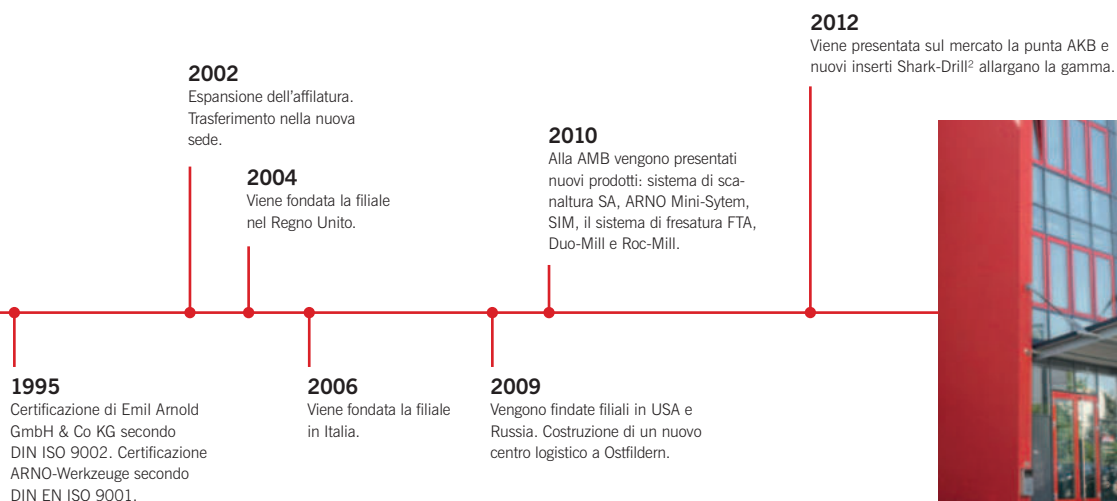 2012
Viene presentata sul mercato la punta AKB e
nuovi inserti Shark-Drill² allargano la gamma.
2002
Espansione dell'affilatura.
Trasferimento nella nuova
sede.
2010
Alla AMB vengono presentati
nuovi prodotti: sistema di sca-
naltura SA, ARNO Mini-Sytem,
SIM, il sistema di fresatura FTA,
Duo-Mill e Roc-Mill.
2004
Viene fondata la filiale
nel Regno Unito.
1995
Certificazione di Emil Arnold
GmbH & Co KG secondo
DIN ISO 9002. Certificazione
ARNO-Werkzeuge secondo
DIN EN ISO 9001.
2006
Viene fondata la filiale
in Italia.
2009
Vengono findate filiali in USA e
Russia. Costruzione di un nuovo
centro logistico a Ostfildern.